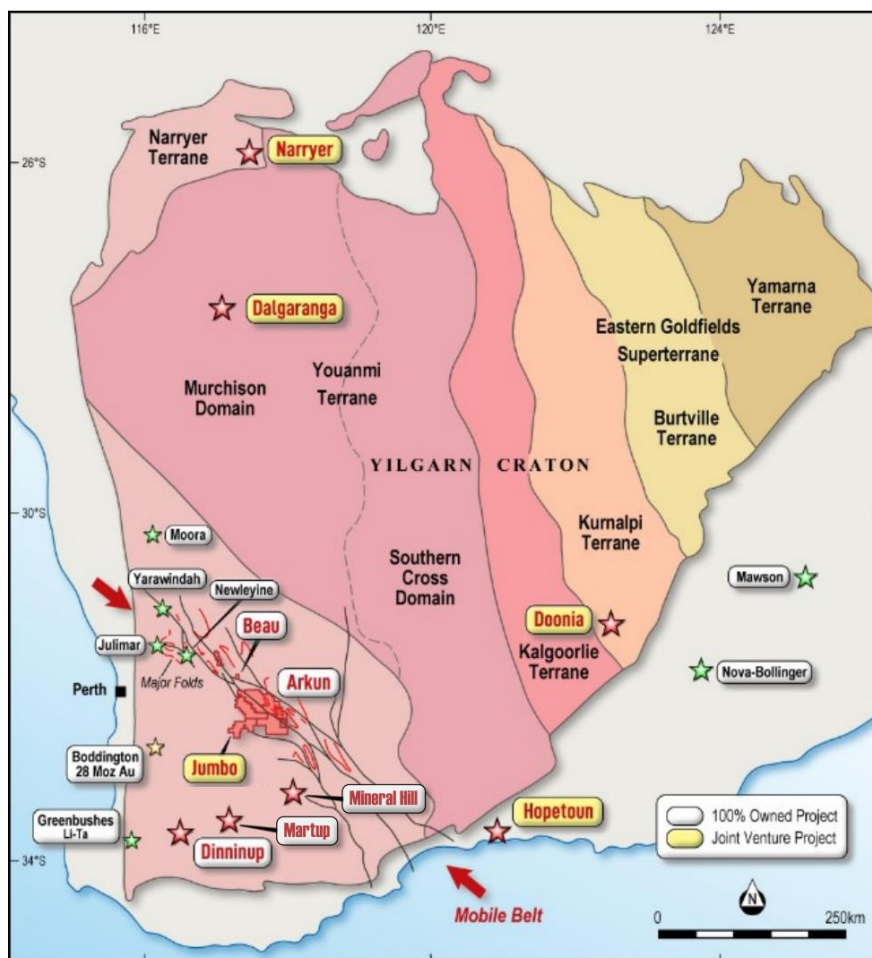 116°E
120°E
124°E
26°S
30°S
34°S
Narryer
Terrane
Narryer
Dalgaranga
Murchison
Domain
Youanmi
Terrane
Eastern Goldfields
Superterrane
Yamarna
Terrane
Burtville
Terrane
YILGARN CRATON
Kurnalpi
Terrane
Southern
Cross
Domain
Moora
Yarawindah
Newleyine
Beau
Julimar
Major Folds
Arkun
Perth
Boddington
28 Moz Au
Jumbo
Greenbushes
Li-Ta
Mineral Hill
Martup
Dinninup
Doonia
Kalgoorlie
Terrane
Mawson
Nova-Bollinger
Hopetoun
Mobile Belt
100% Owned Project
Joint Venture Project
N
0
250km